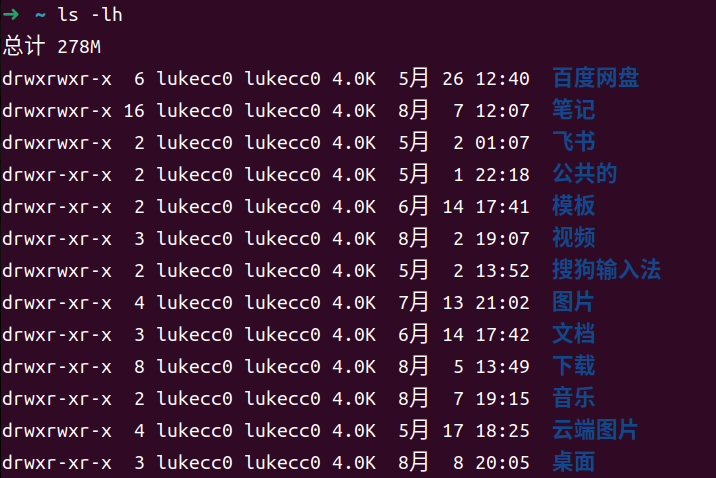 ➜ ~ ls -lh
总计 278M
drwxrwxr-x 6 lukecc0 lukecc0 4.0K 5月 26 12:40 百度网盘
drwxrwxr-x 16 lukecc0 lukecc0 4.0K 8月 7 12:07 笔记
drwxrwxr-x 2 lukecc0 lukecc0 4.0K 5月 2 01:07 飞书
drwxr-xr-x 2 lukecc0 lukecc0 4.0K 5月 1 22:18 公共的
drwxr-xr-x 2 lukecc0 lukecc0 4.0K 6月 14 17:41 模板
drwxr-xr-x 3 lukecc0 lukecc0 4.0K 8月 2 19:07 视频
drwxrwxr-x 2 lukecc0 lukecc0 4.0K 5月 2 13:52 搜狗输入法
drwxr-xr-x 4 lukecc0 lukecc0 4.0K 7月 13 21:02 图片
drwxr-xr-x 3 lukecc0 lukecc0 4.0K 6月 14 17:42 文档
drwxr-xr-x 8 lukecc0 lukecc0 4.0K 8月 5 13:49 下载
drwxr-xr-x 2 lukecc0 lukecc0 4.0K 8月 7 19:15 音乐
drwxrwxr-x 4 lukecc0 lukecc0 4.0K 5月 17 18:25 云端图片
drwxr-xr-x 3 lukecc0 lukecc0 4.0K 8月 8 20:05 桌面